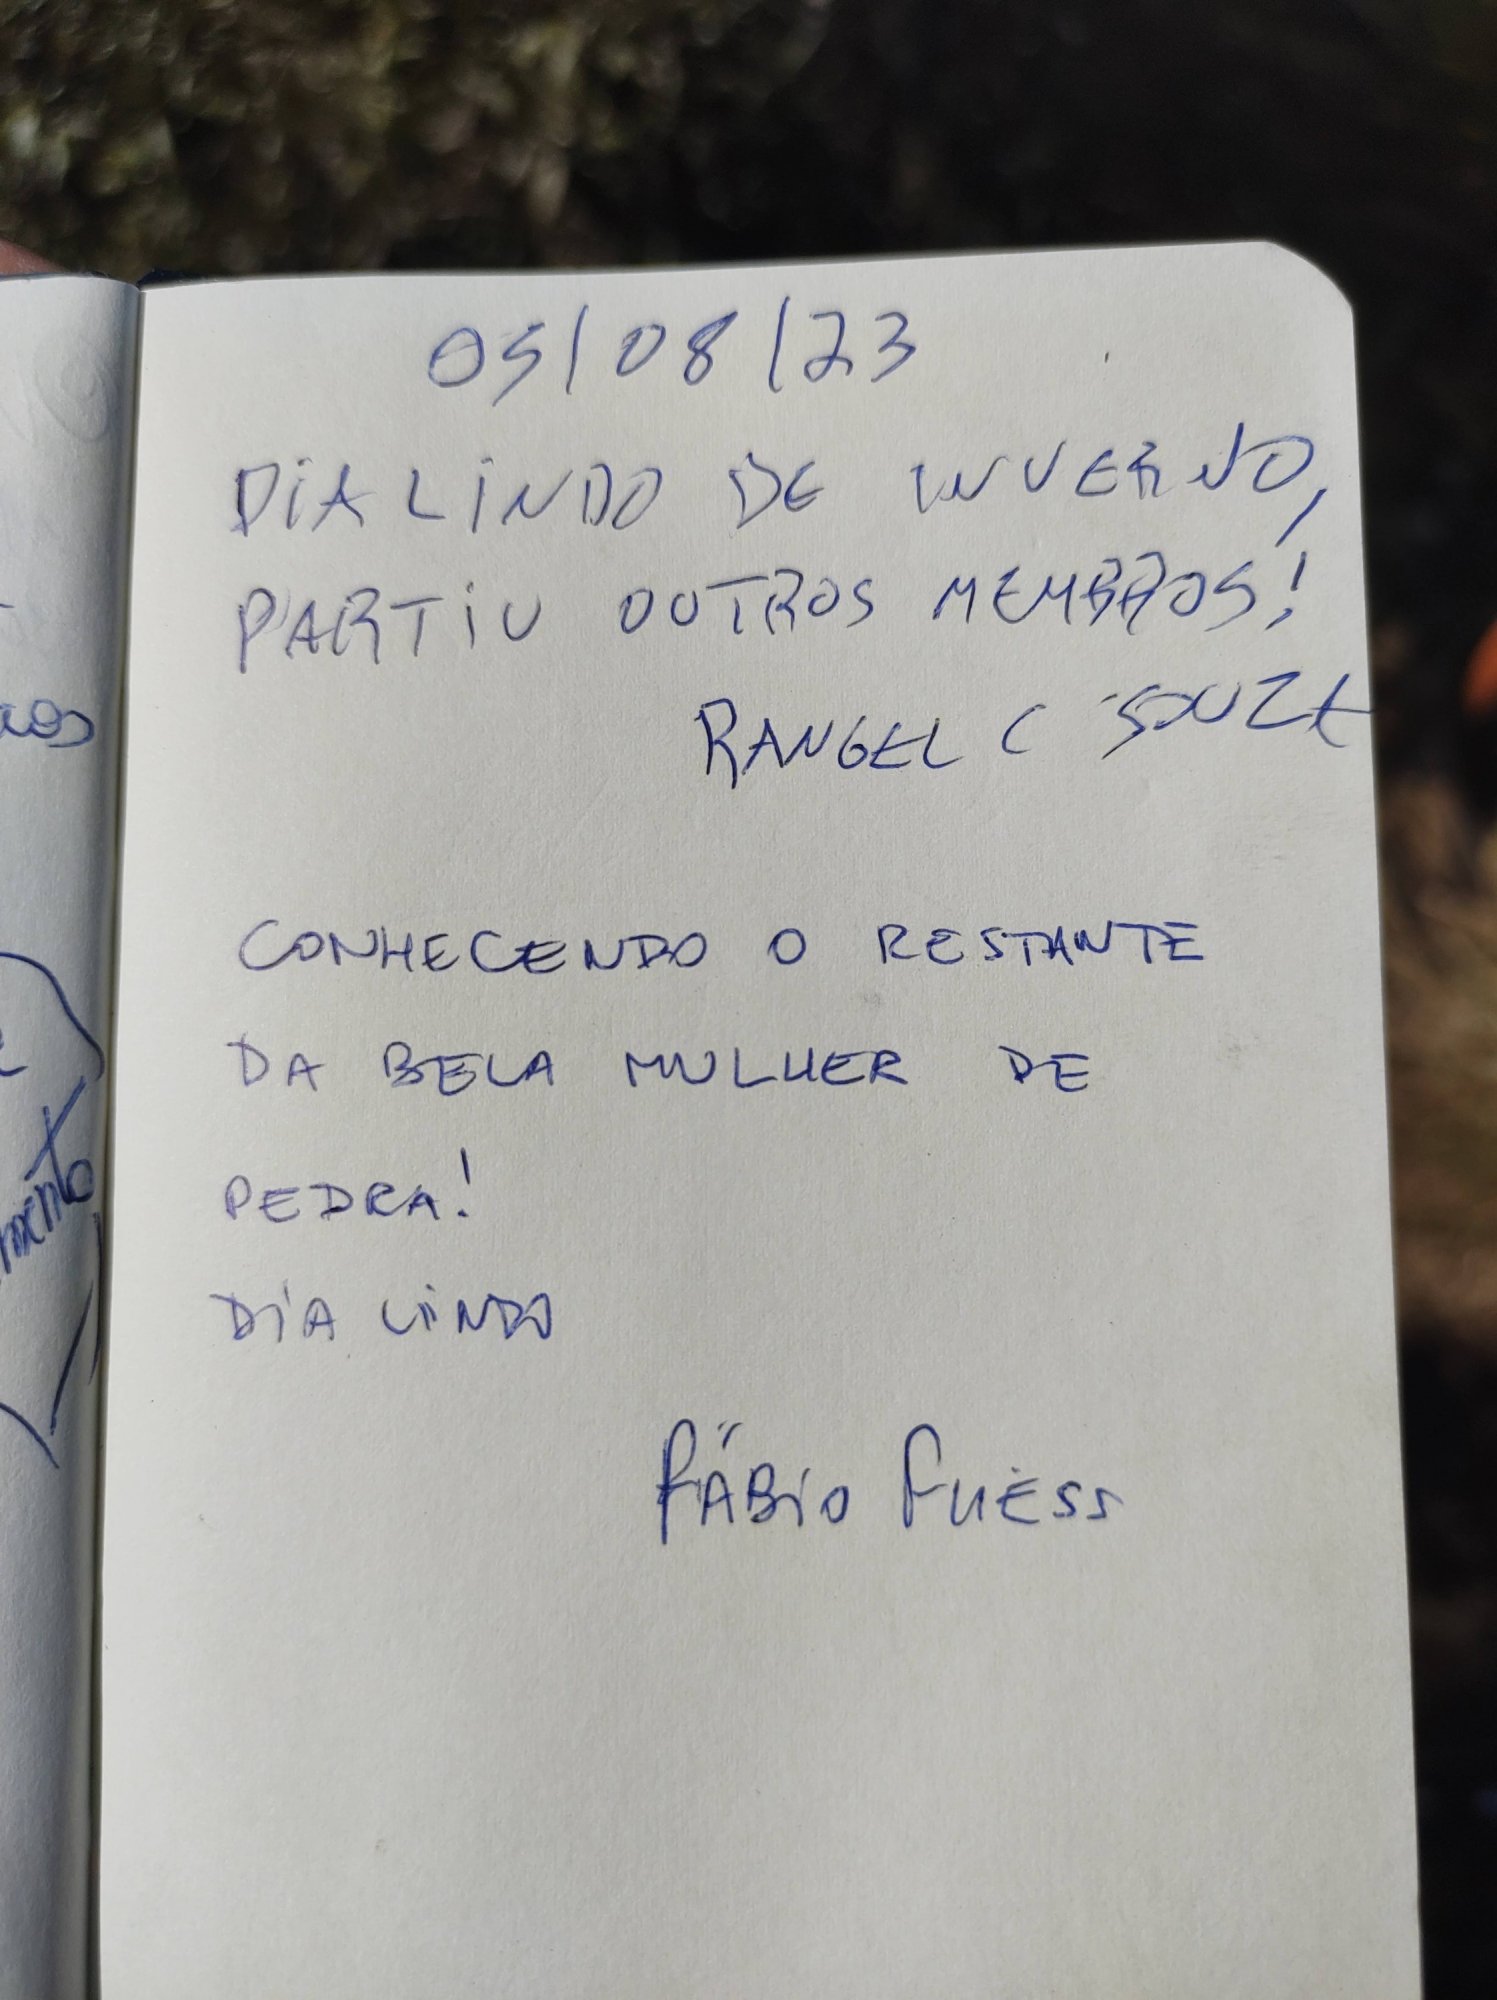 05/08/23
DIA LINDO DE INVERNO,
PARTIU OUTROS MEMBROS!
RANGEL C SOUZA
CONHECENDO O RESTANTE
DA BELA MULHER DE
PEDRA!
DIA LINDO
FÁBIO FUESS